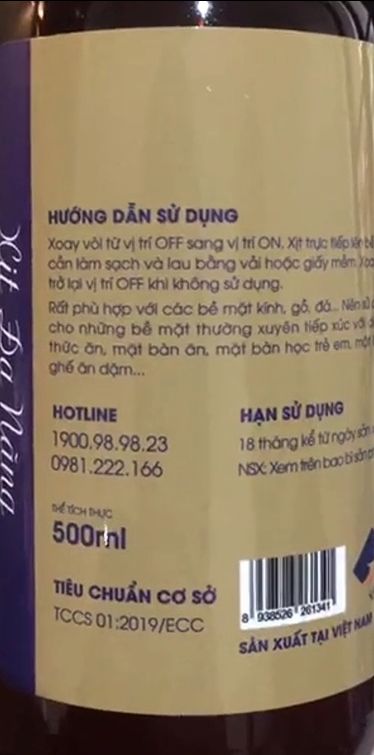 Xịt Đa Năng
HƯỚNG DẪN SỬ DỤNG
Xoay vòi từ vị trí OFF sang vị trí ON. Xịt trực tiếp lên bề
cần làm sạch và lau bằng vải hoặc giấy mềm. Xoay
trở lại vị trí OFF khi không sử dụng.
Rất phù hợp với các bề mặt kính, gỗ, đá... Nên sử
cho những bề mặt thường xuyên tiếp xúc với
thức ăn, mặt bàn ăn, mặt bàn học trẻ em, mặt
ghế ăn dặm...
HOTLINE
1900.98.98.23
0981.222.166
HẠN SỬ DỤNG
18 tháng kể từ ngày sản
NSX: Xem trên bao bì sản
THỂ TÍCH THỰC
500ml
TIÊU CHUẨN CƠ SỞ
TCCS 01:2019/ECC
8 938526 261341
SẢN XUẤT TẠI VIỆT NAM